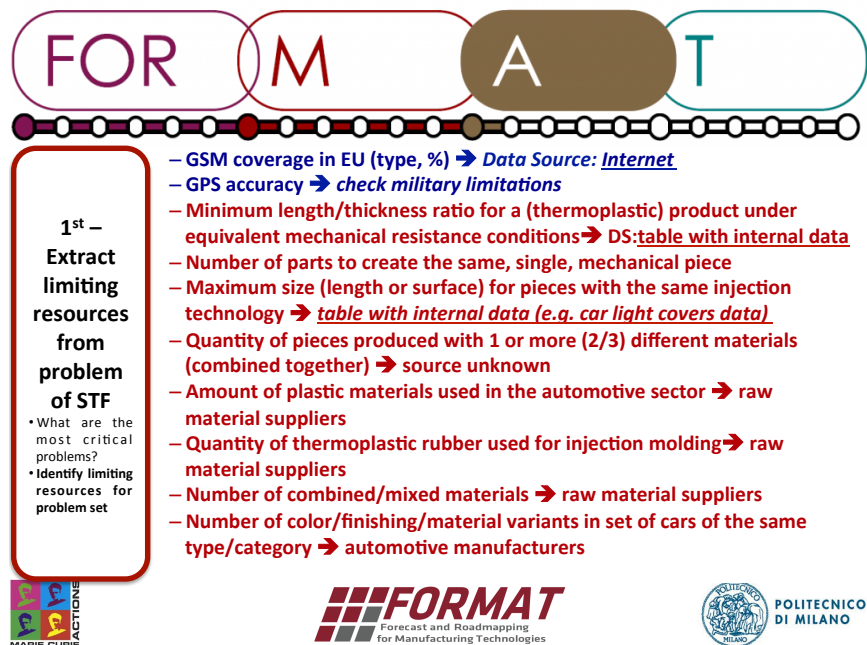 FOR M A T
– GSM coverage in EU (type, %) ➔ Data Source: Internet
– GPS accuracy ➔ check military limitations
– Minimum length/thickness ratio for a (thermoplastic) product under
equivalent mechanical resistance conditions➔ DS:table with internal data
– Number of parts to create the same, single, mechanical piece
– Maximum size (length or surface) for pieces with the same injection
technology ➔ table with internal data (e.g. car light covers data)
– Quantity of pieces produced with 1 or more (2/3) different materials
(combined together) ➔ source unknown
– Amount of plastic materials used in the automotive sector ➔ raw
material suppliers
– Quantity of thermoplastic rubber used for injection molding➔ raw
material suppliers
– Number of combined/mixed materials ➔ raw material suppliers
– Number of color/finishing/material variants in set of cars of the same
type/category ➔ automotive manufacturers
1st –
Extract
limiting
resources
from
problem
of STF
• What are the
most critical
problems?
• Identify limiting
resources for
problem set
MARIE CURIE
ACTIONS
FORMAT
Forecast and Roadmapping
for Manufacturing Technologies
POLITECNICO
MILANO
POLITECNICO
DI MILANO